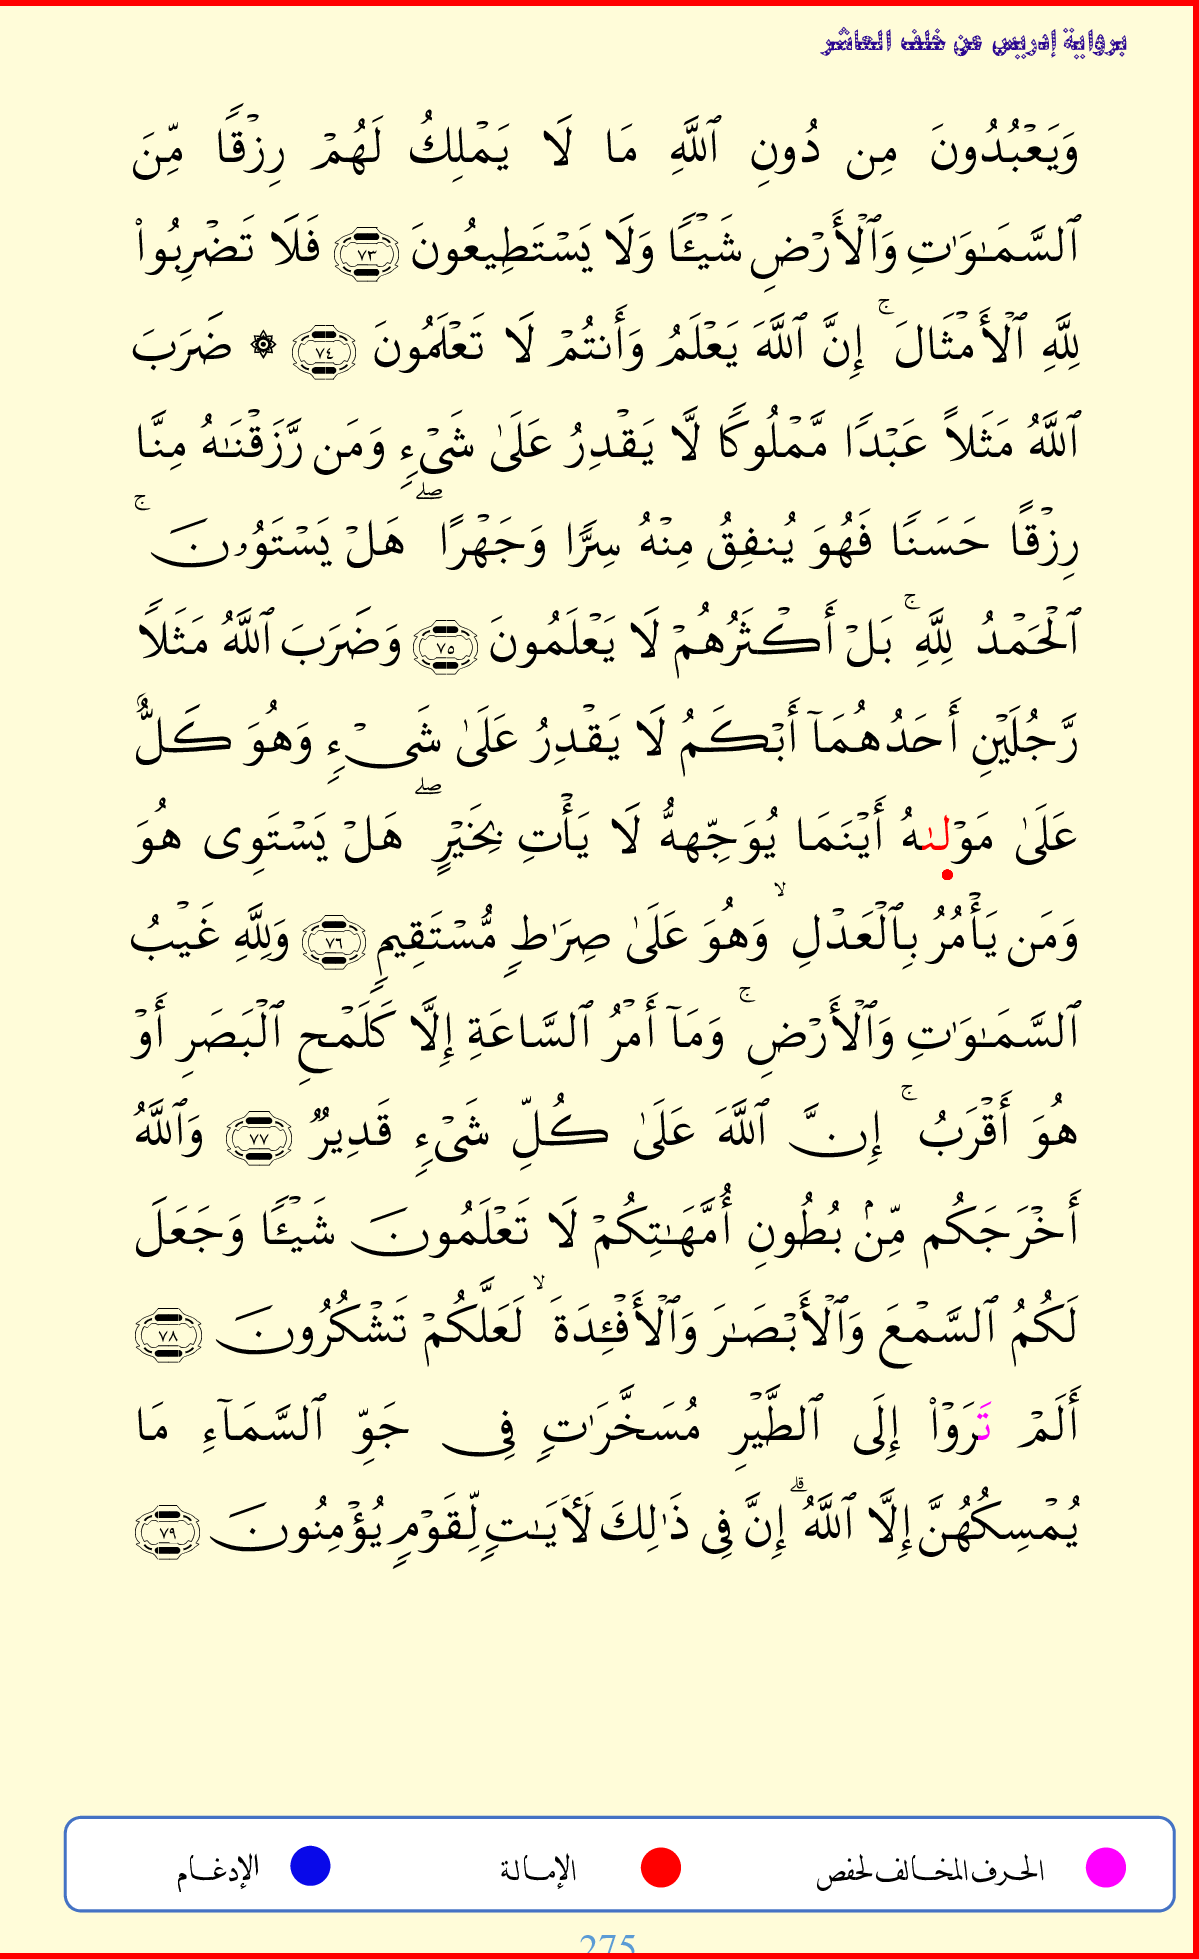 برواية إدريس عن خلف العاشر
وَيَعۡبُدُونَ مِن دُونِ ٱللَّهِ مَا لَا يَمۡلِكُ لَهُمۡ رِزۡقٗا مِّنَ
ٱلسَّمَٰوَٰتِ وَٱلۡأَرۡضِ شَيۡـٔٗا وَلَا يَسۡتَطِيعُونَ ٧٣ فَلَا تَضۡرِبُواْ
لِلَّهِ ٱلۡأَمۡثَالَۚ إِنَّ ٱللَّهَ يَعۡلَمُ وَأَنتُمۡ لَا تَعۡلَمُونَ ٧٤ ۞ ضَرَبَ
ٱللَّهُ مَثَلًا عَبۡدٗا مَّمۡلُوكٗا لَّا يَقۡدِرُ عَلَىٰ شَيۡءٖ وَمَن رَّزَقۡنَٰهُ مِنَّا
رِزۡقًا حَسَنٗا فَهُوَ يُنفِقُ مِنۡهُ سِرّٗا وَجَهۡرًاۖ هَلۡ يَسۡتَوُۥنَۚ
ٱلۡحَمۡدُ لِلَّهِۚ بَلۡ أَكۡثَرُهُمۡ لَا يَعۡلَمُونَ ٧٥ وَضَرَبَ ٱللَّهُ مَثَلٗا
رَّجُلَيۡنِ أَحَدُهُمَآ أَبۡكَمُ لَا يَقۡدِرُ عَلَىٰ شَيۡءٖ وَهُوَ كَلٌّ
عَلَىٰ مَوۡلَىٰهُ أَيۡنَمَا يُوَجِّههُّ لَا يَأۡتِ بِخَيۡرٍۖ هَلۡ يَسۡتَوِي هُوَ
وَمَن يَأۡمُرُ بِٱلۡعَدۡلِۙ وَهُوَ عَلَىٰ صِرَٰطٖ مُّسۡتَقِيمٖ ٧٦ وَلِلَّهِ غَيۡبُ
ٱلسَّمَٰوَٰتِ وَٱلۡأَرۡضِۚ وَمَآ أَمۡرُ ٱلسَّاعَةِ إِلَّا كَلَمۡحِ ٱلۡبَصَرِ أَوۡ
هُوَ أَقۡرَبُۚ إِنَّ ٱللَّهَ عَلَىٰ كُلِّ شَيۡءٖ قَدِيرٞ ٧٧ وَٱللَّهُ
أَخۡرَجَكُم مِّنۢ بُطُونِ أُمَّهَٰتِكُمۡ لَا تَعۡلَمُونَ شَيۡـٔٗا وَجَعَلَ
لَكُمُ ٱلسَّمۡعَ وَٱلۡأَبۡصَٰرَ وَٱلۡأَفۡـِٔدَةَۙ لَعَلَّكُمۡ تَشۡكُرُونَ ٧٨
أَلَمۡ تَرَوۡاْ إِلَى ٱلطَّيۡرِ مُسَخَّرَٰتٖ فِي جَوِّ ٱلسَّمَآءِ مَا
يُمۡسِكُهُنَّ إِلَّا ٱللَّهُۗ إِنَّ فِي ذَٰلِكَ لَأٓيَٰتٖ لِّقَوۡمٖ يُؤۡمِنُونَ ٧٩
الحرف المخالف لحفص الإمالة الإدغام
275